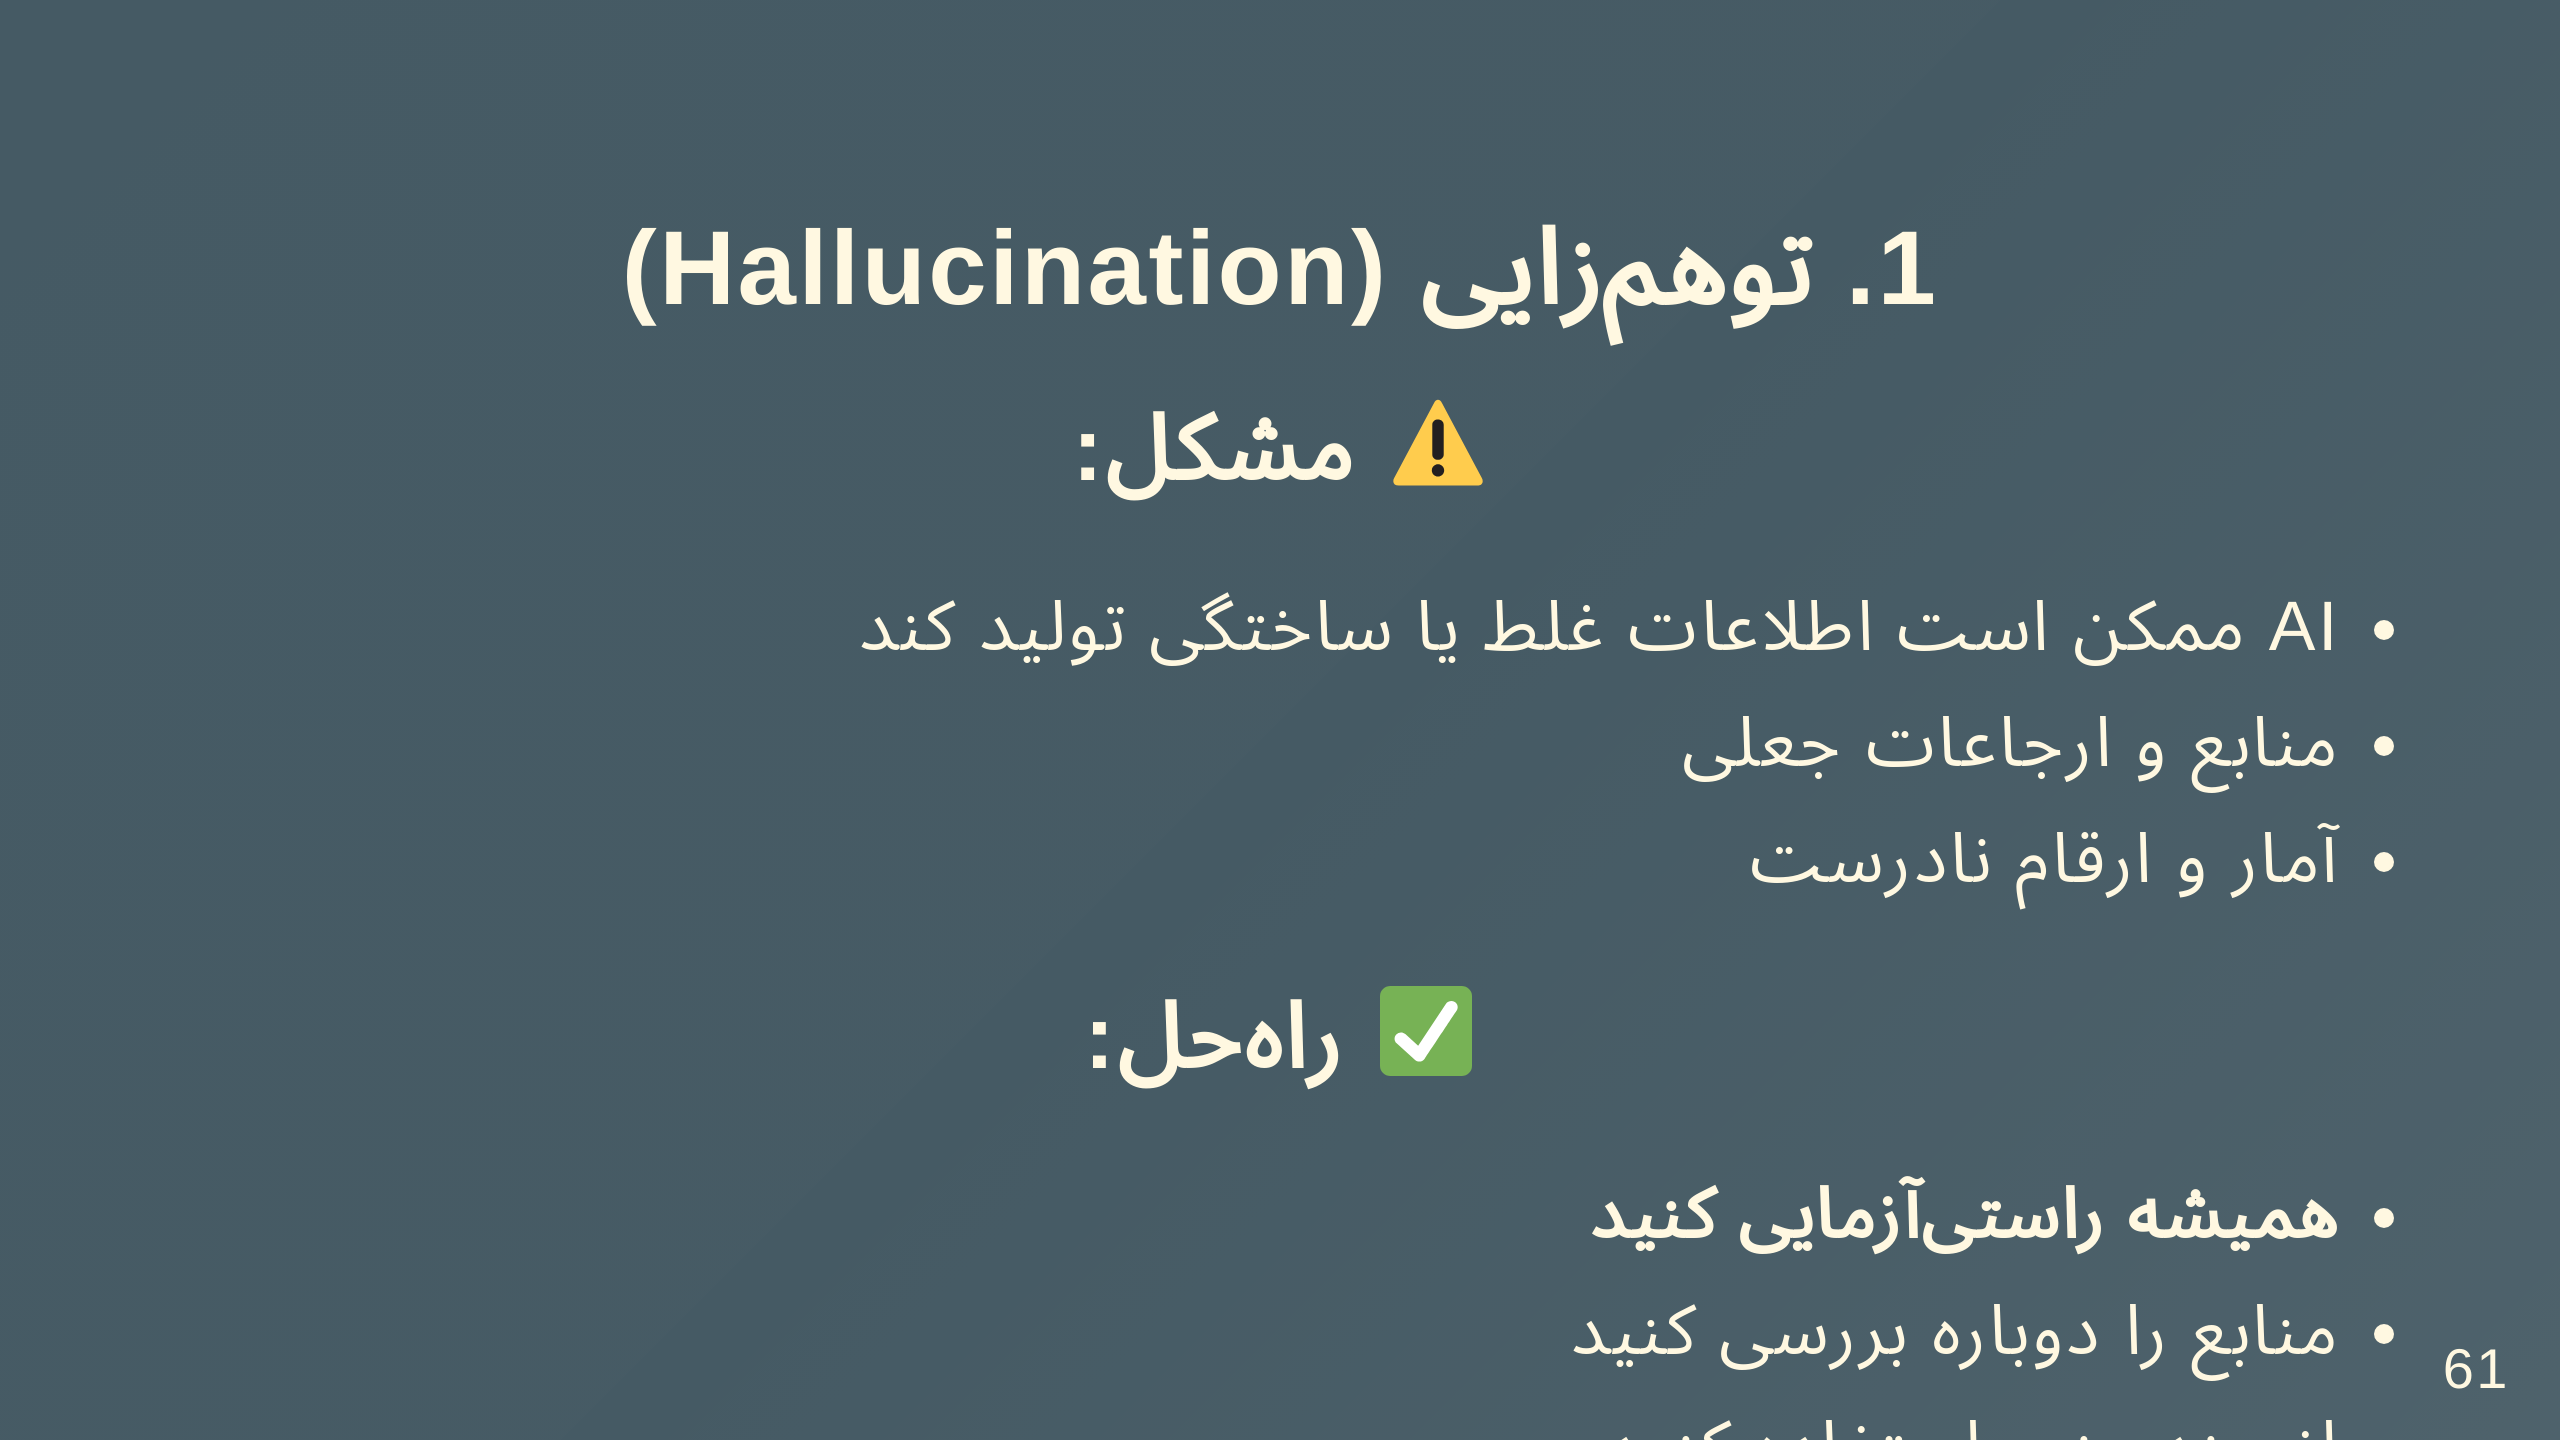 1. توهم‌زایی (Hallucination)
⚠️ مشکل:
• AI ممکن است اطلاعات غلط یا ساختگی تولید کند
• منابع و ارجاعات جعلی
• آمار و ارقام نادرست
✅ راه‌حل:
• همیشه راستی‌آزمایی کنید
• منابع را دوباره بررسی کنید
61